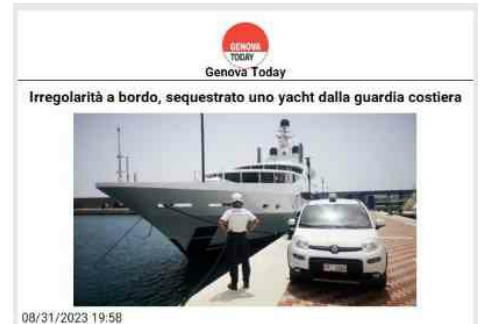 GENOVA
TODAY
Genova Today
Irregolarità a bordo, sequestrato uno yacht dalla guardia costiera
08/31/2023 19:58